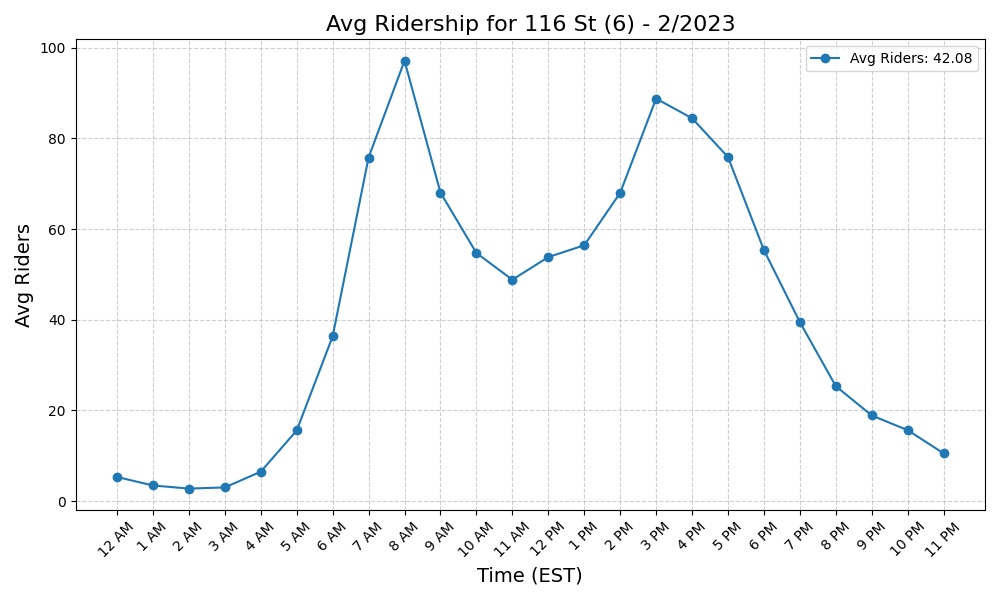 Avg Ridership for 116 St (6) - 2/2023
Avg Riders: 42.08
100
80
60
40
20
0
Avg Riders
12 AM
1 AM
2 AM
3 AM
4 AM
5 AM
6 AM
7 AM
8 AM
9 AM
10 AM
11 AM
12 PM
1 PM
2 PM
3 PM
4 PM
5 PM
6 PM
7 PM
8 PM
9 PM
10 PM
11 PM
Time (EST)